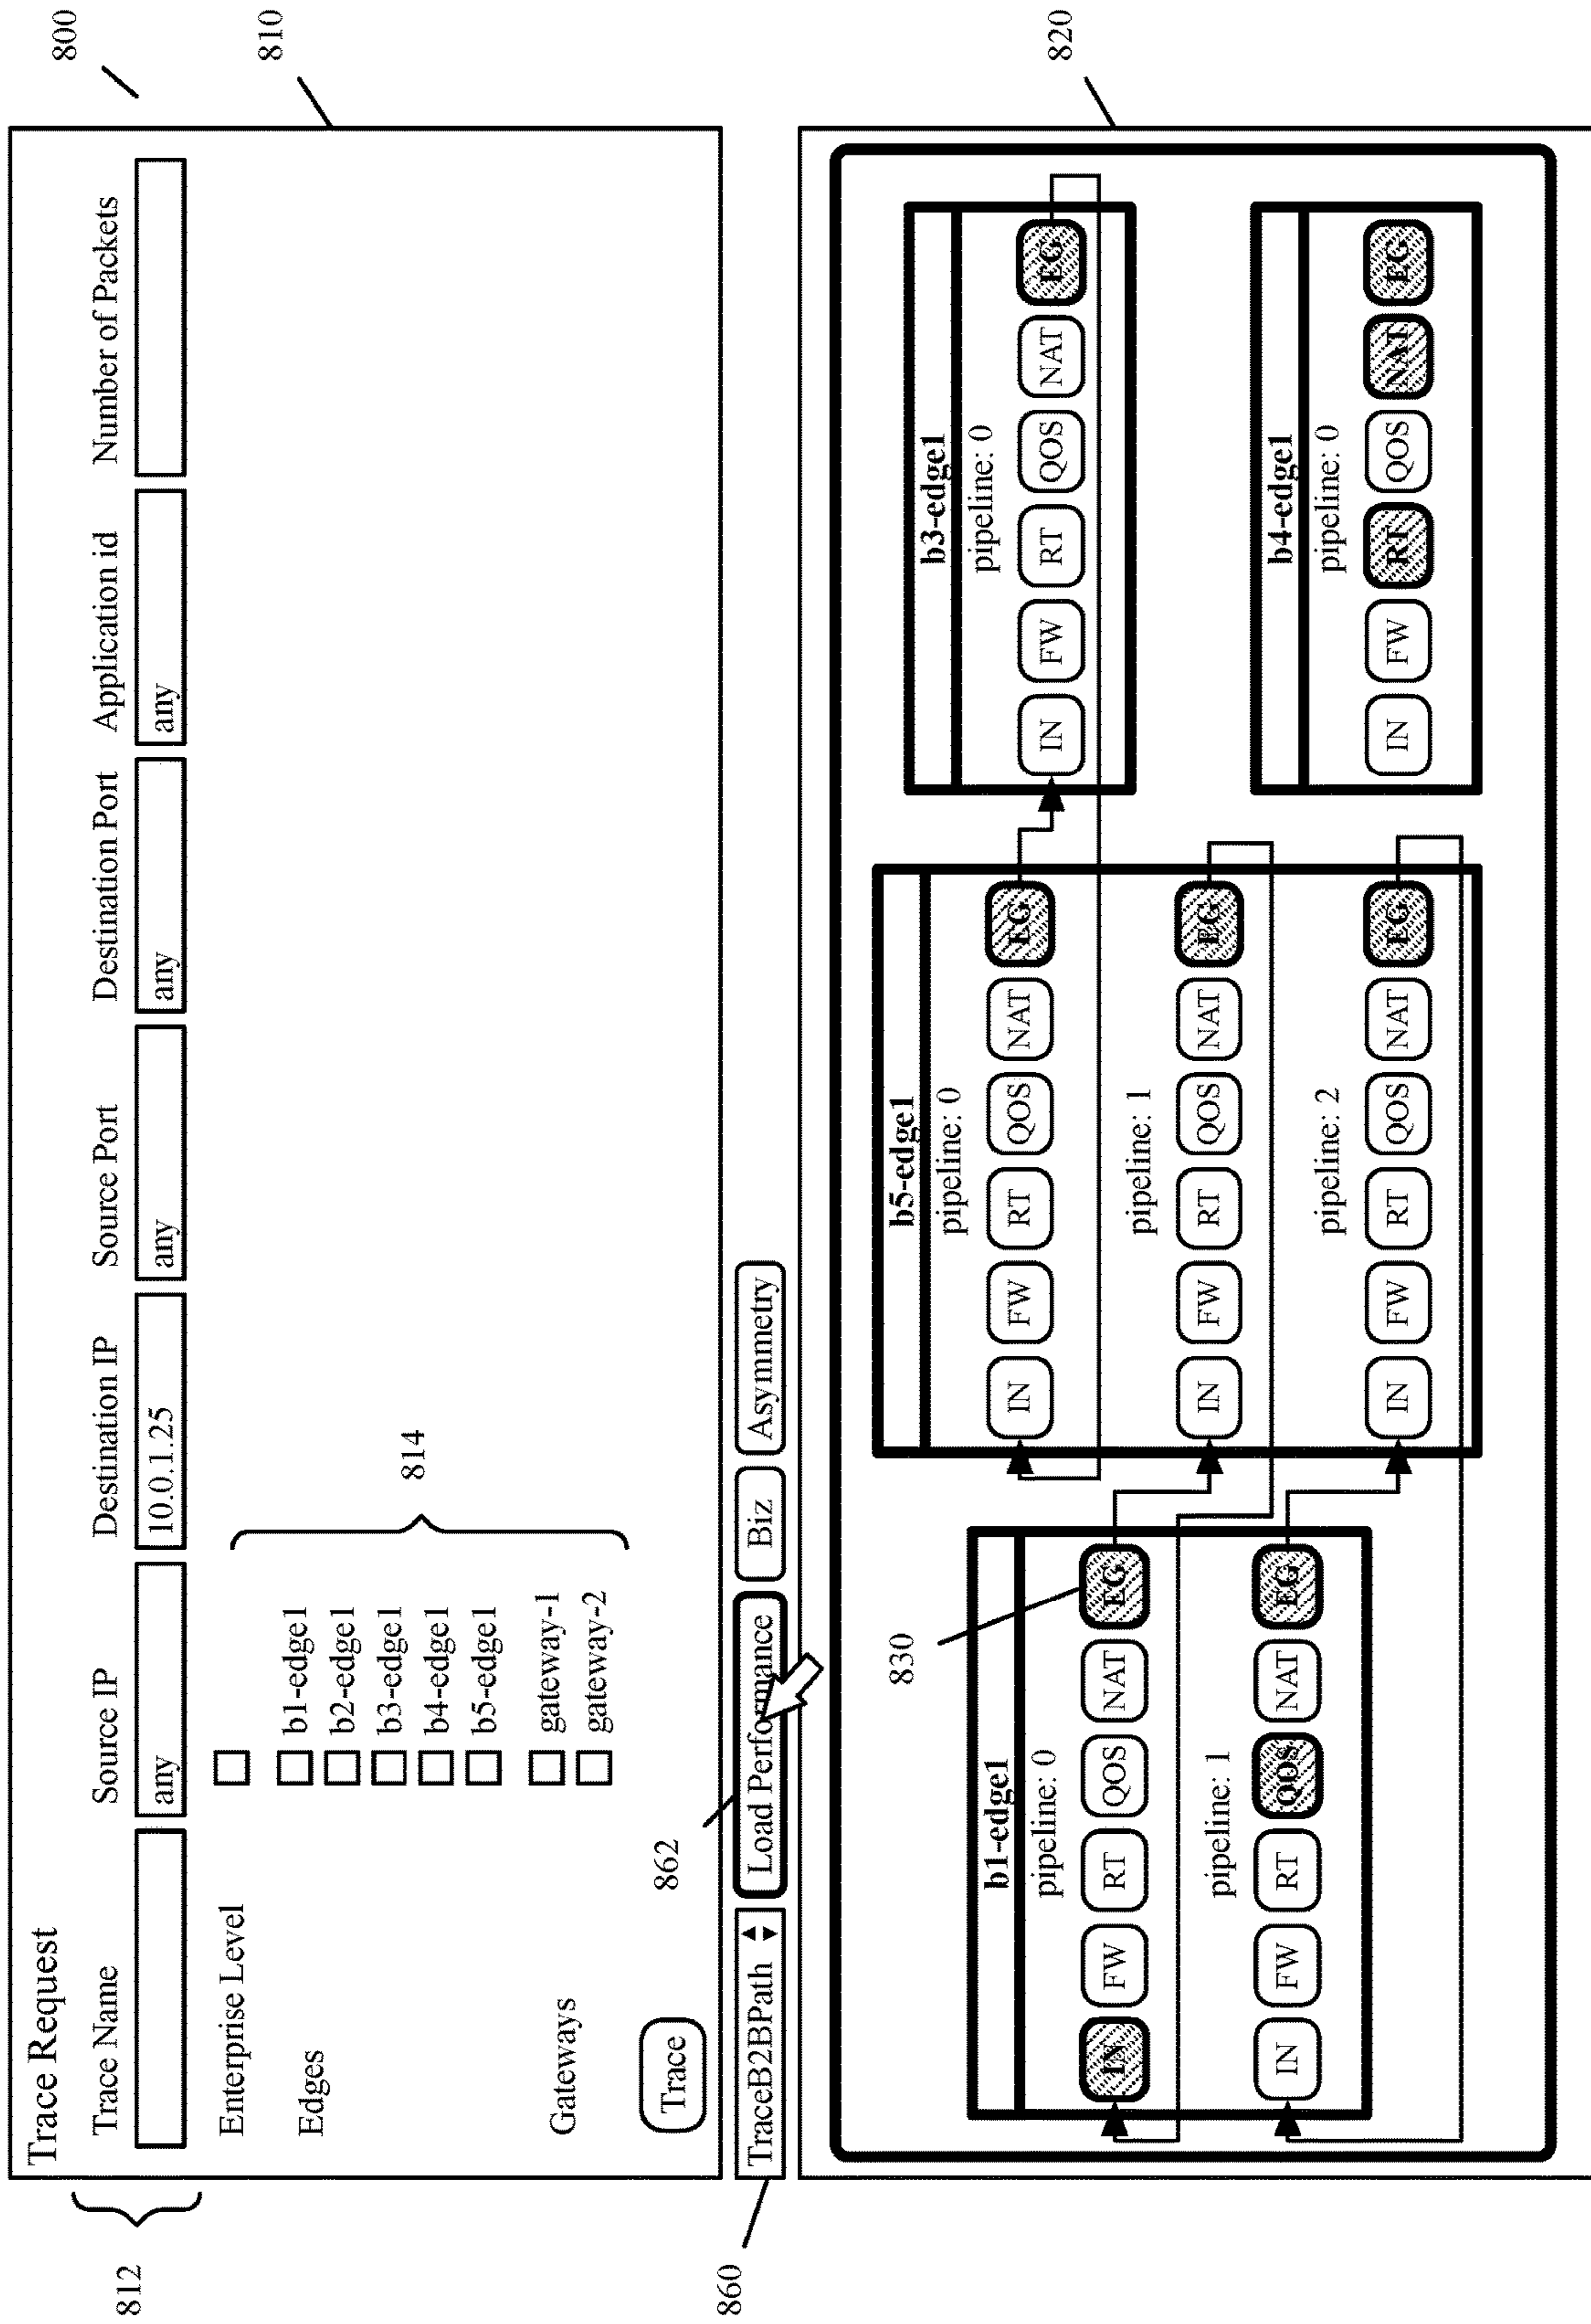 800
810
Trace Request
812
Trace Name
Source IP
Destination IP
Source Port
Destination Port
Application id
Number of Packets
any
10.0.1.25
any
any
any
Enterprise Level
Edges
b1-edge1
b2-edge1
b3-edge1
b4-edge1
b5-edge1
814
Gateways
gateway-1
gateway-2
Trace
862
860
TraceB2BPath
Load Performance
Biz
Asymmetry
820
b1-edge1
830
pipeline: 0
IN FW RT QOS NAT EG
pipeline: 1
IN FW RT QOS NAT EG
b5-edge1
pipeline: 0
IN FW RT QOS NAT EG
pipeline: 1
IN FW RT QOS NAT EG
pipeline: 2
IN FW RT QOS NAT EG
b3-edge1
pipeline: 0
IN FW RT QOS NAT EG
b4-edge1
pipeline: 0
IN FW RT QOS NAT EG